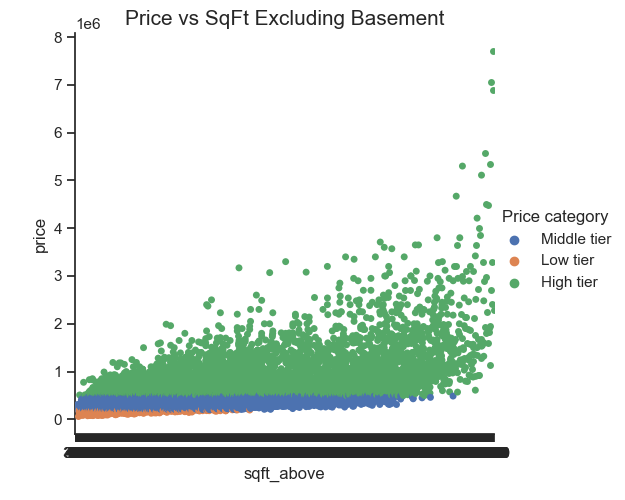 Price vs SqFt Excluding Basement
1e6
8
7
6
5
4
3
2
1
0
price
sqft_above
Price category
Middle tier
Low tier
High tier